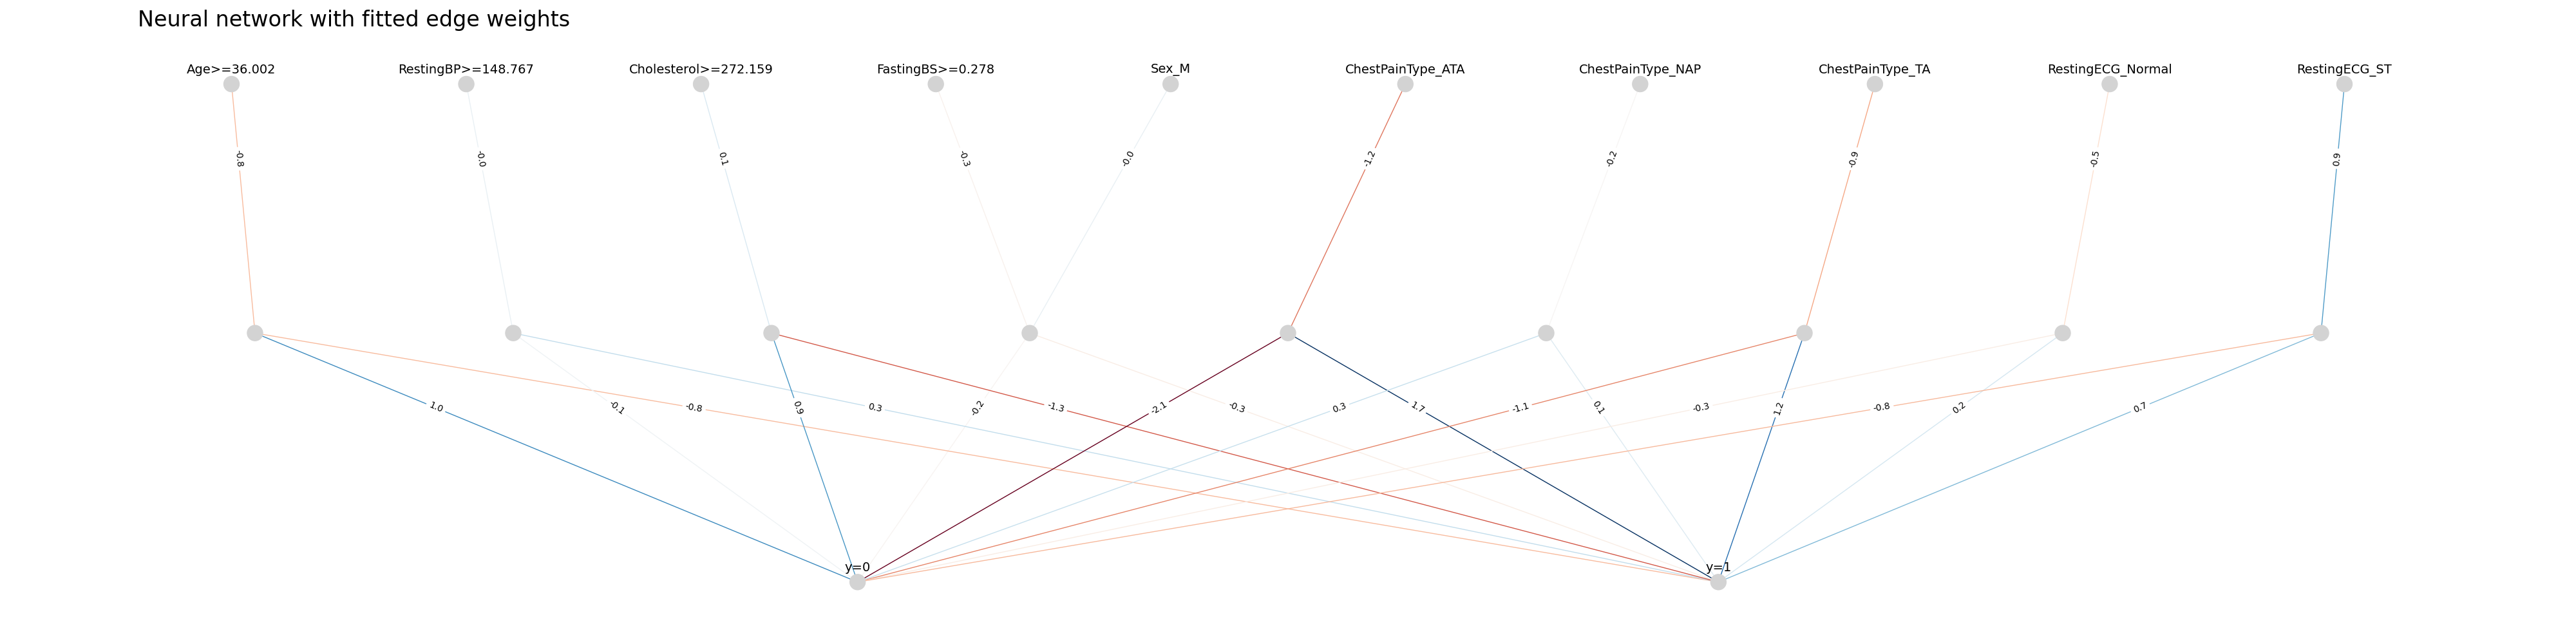 Neural network with fitted edge weights
Age>=36.002 RestingBP>=148.767 Cholesterol>=272.159 FastingBS>=0.278 Sex_M ChestPainType_ATA ChestPainType_NAP ChestPainType_TA RestingECG_Normal RestingECG_ST
-0.8 -0.0 0.1 -0.3 -0.0 -1.2 -0.2 -0.9 -0.5 0.9
1.0 -0.1 -0.8 0.9 0.3 -0.2 -1.3 -2.1 -0.3 0.3 1.7 -1.1 0.1 -0.3 1.2 -0.8 0.2 0.7
y=0 y=1